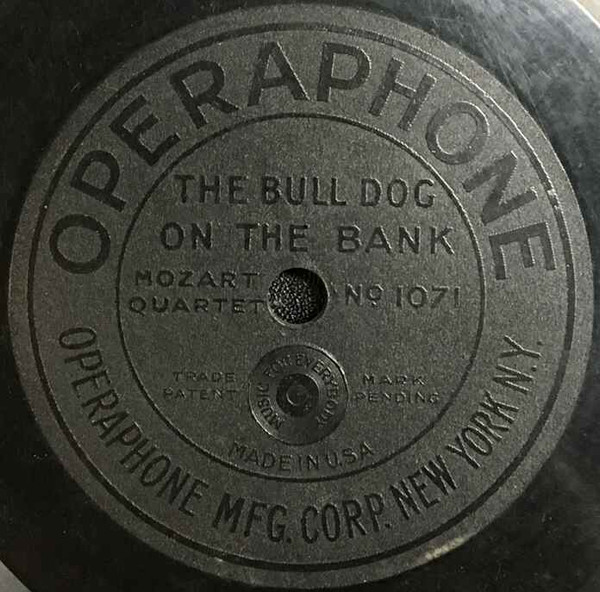 OPERAPHONE
THE BULL DOG
ON THE BANK
MOZART
QUARTET
No 1071
TRADE MARK
PATENT PENDING
MUSIC FOR EVERYBODY
MADE IN U.S.A
OPERAPHONE MFG. CORP. NEW YORK N.Y.